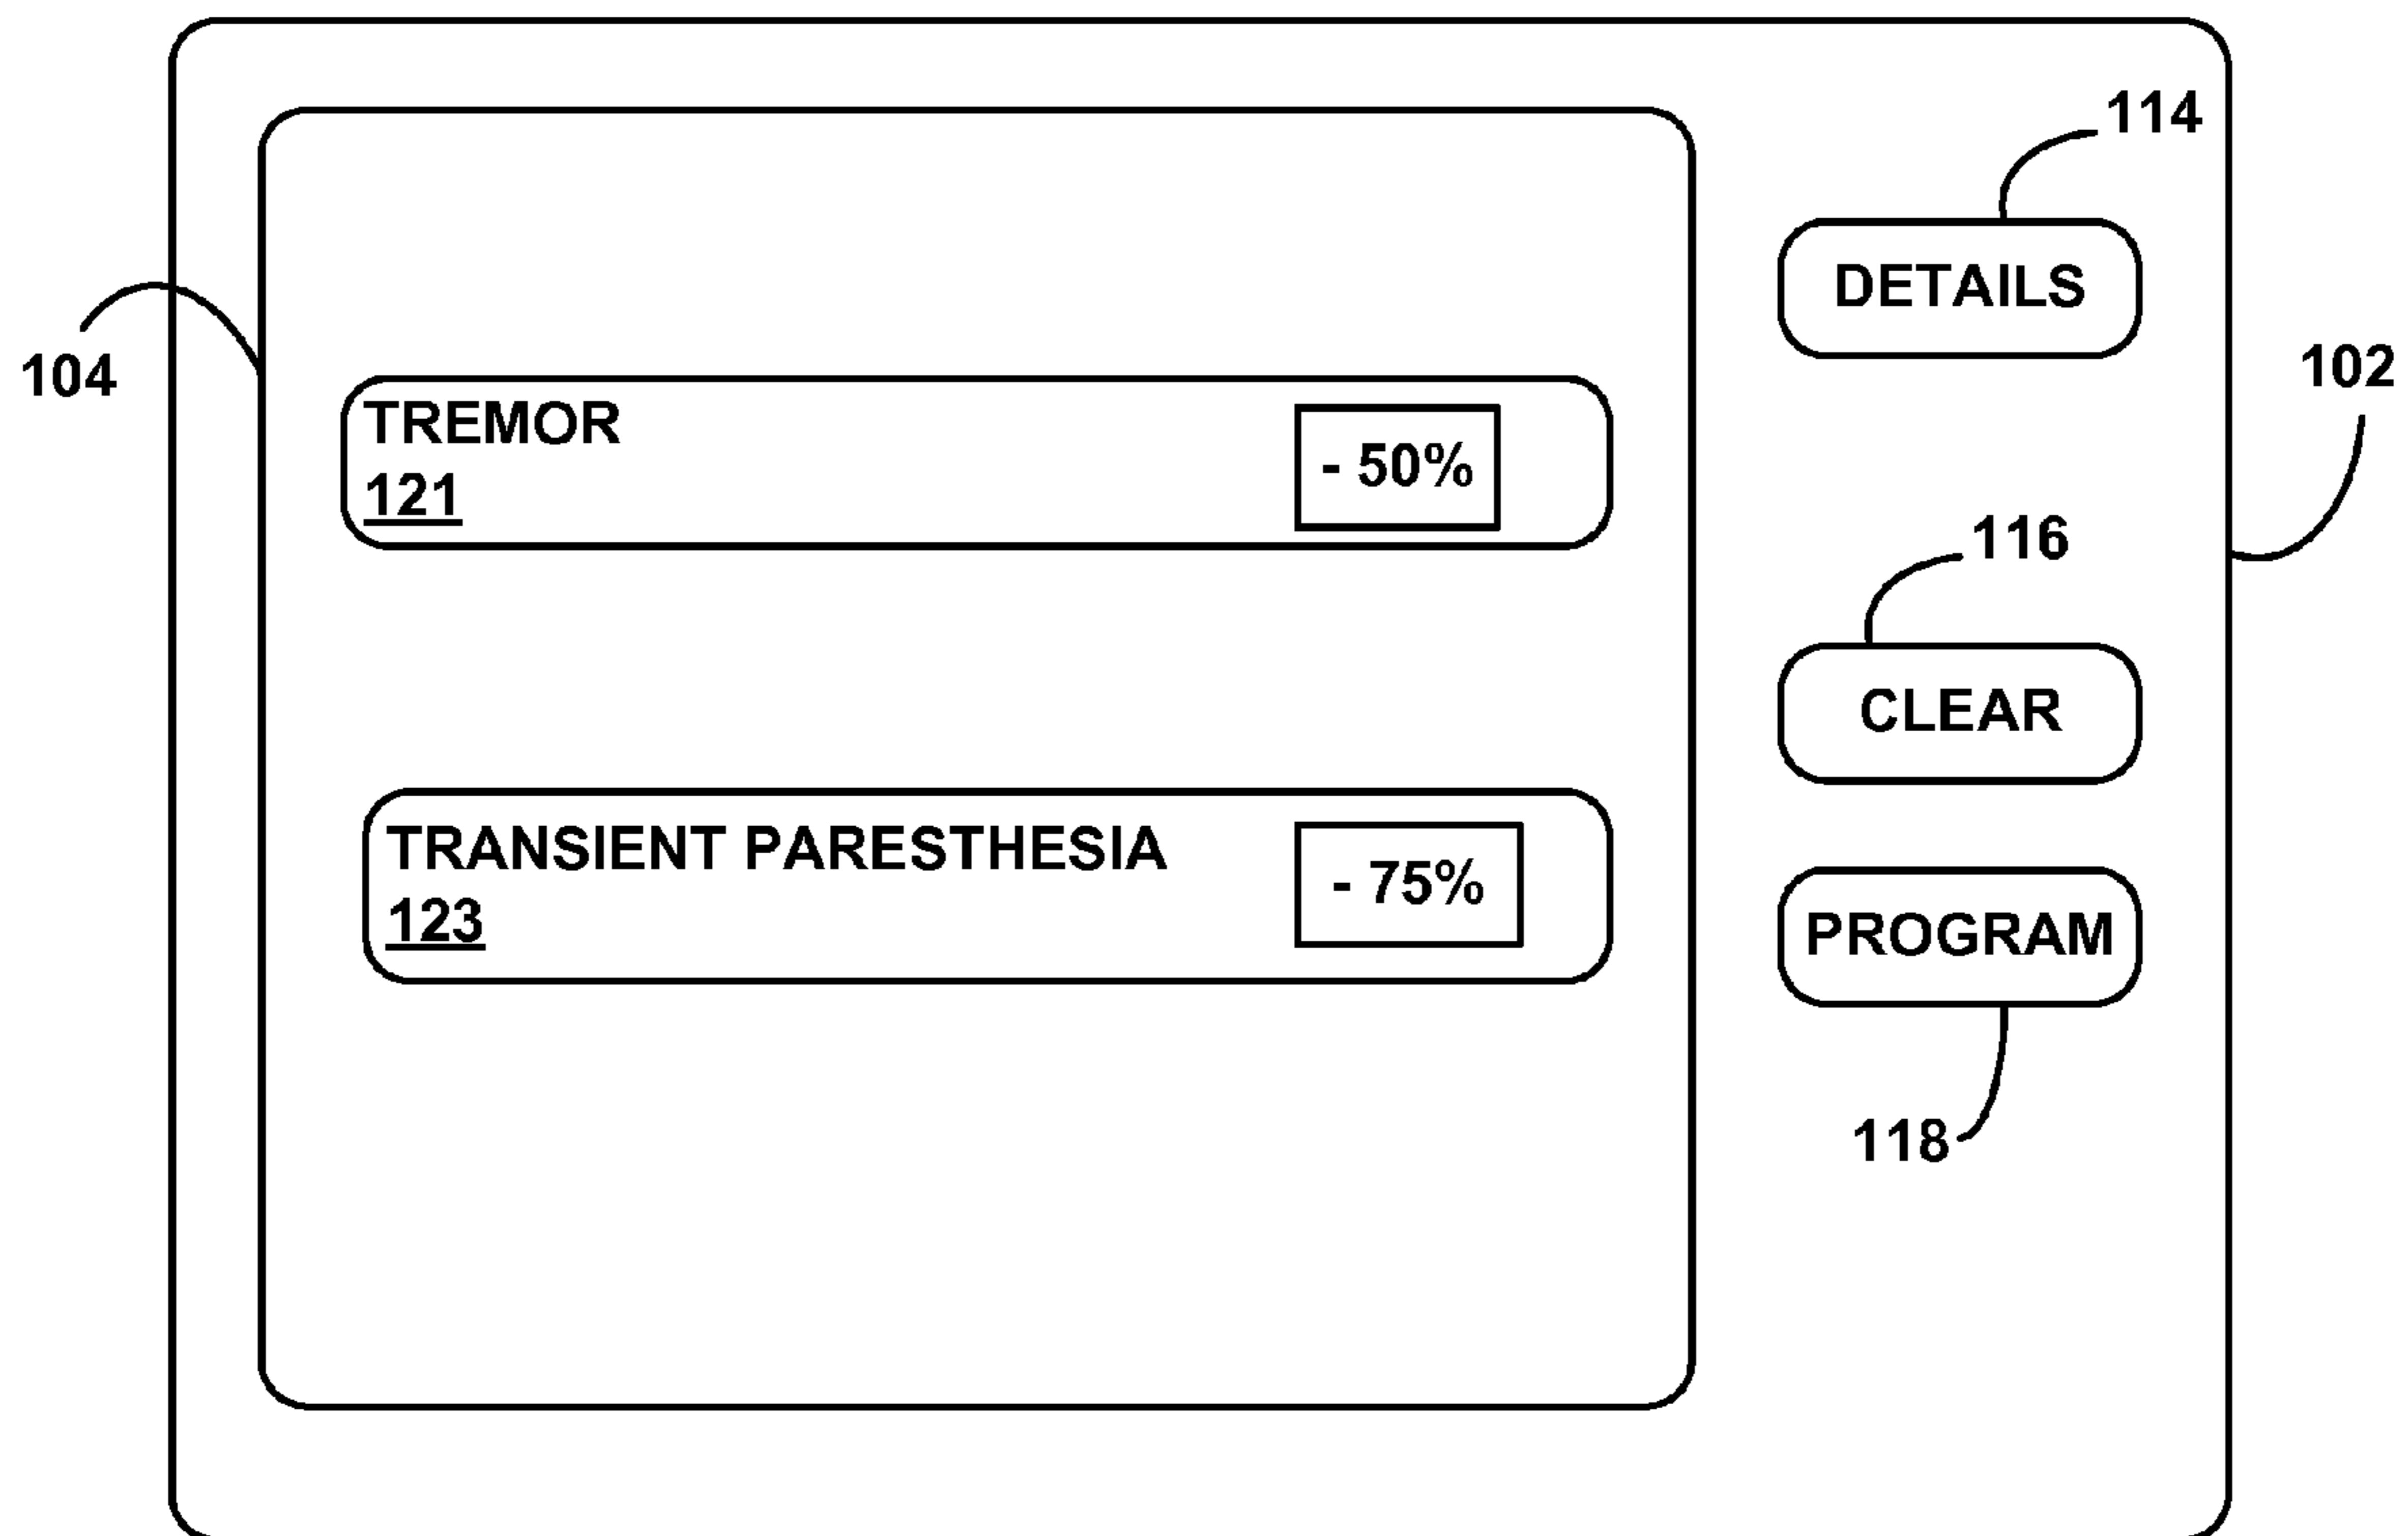 114
DETAILS
104
102
TREMOR
121
- 50%
116
CLEAR
TRANSIENT PARESTHESIA
123
- 75%
PROGRAM
118